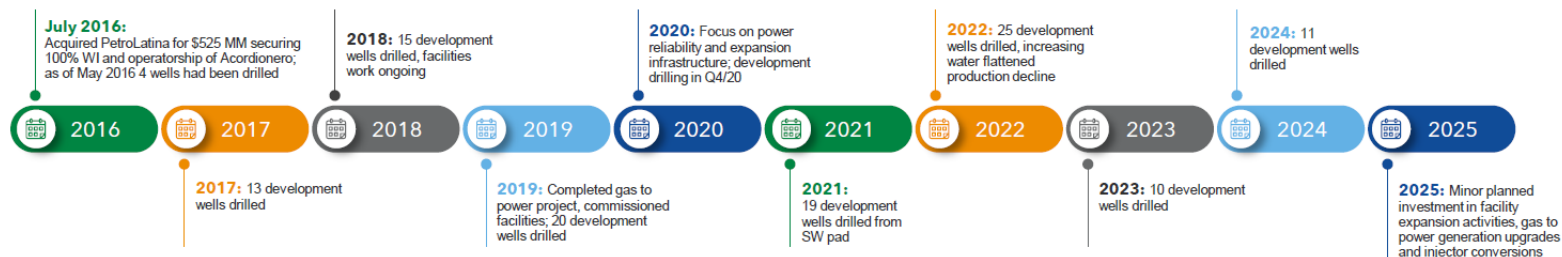 July 2016:
Acquired PetroLatina for $525 MM securing
100% WI and operatorship of Acordionero;
as of May 2016 4 wells had been drilled
2018: 15 development
wells drilled, facilities
work ongoing
2020: Focus on power
reliability and expansion
infrastructure; development
drilling in Q4/20
2022: 25 development
wells drilled, increasing
water flattened
production decline
2024: 11
development wells
drilled
2016
2017
2018
2019
2020
2021
2022
2023
2024
2025
2017: 13 development
wells drilled
2019: Completed gas to
power project, commissioned
facilities; 20 development
wells drilled
2021:
19 development
wells drilled from
SW pad
2023: 10 development
wells drilled
2025: Minor planned
investment in facility
expansion activities, gas to
power generation upgrades
and injector conversions